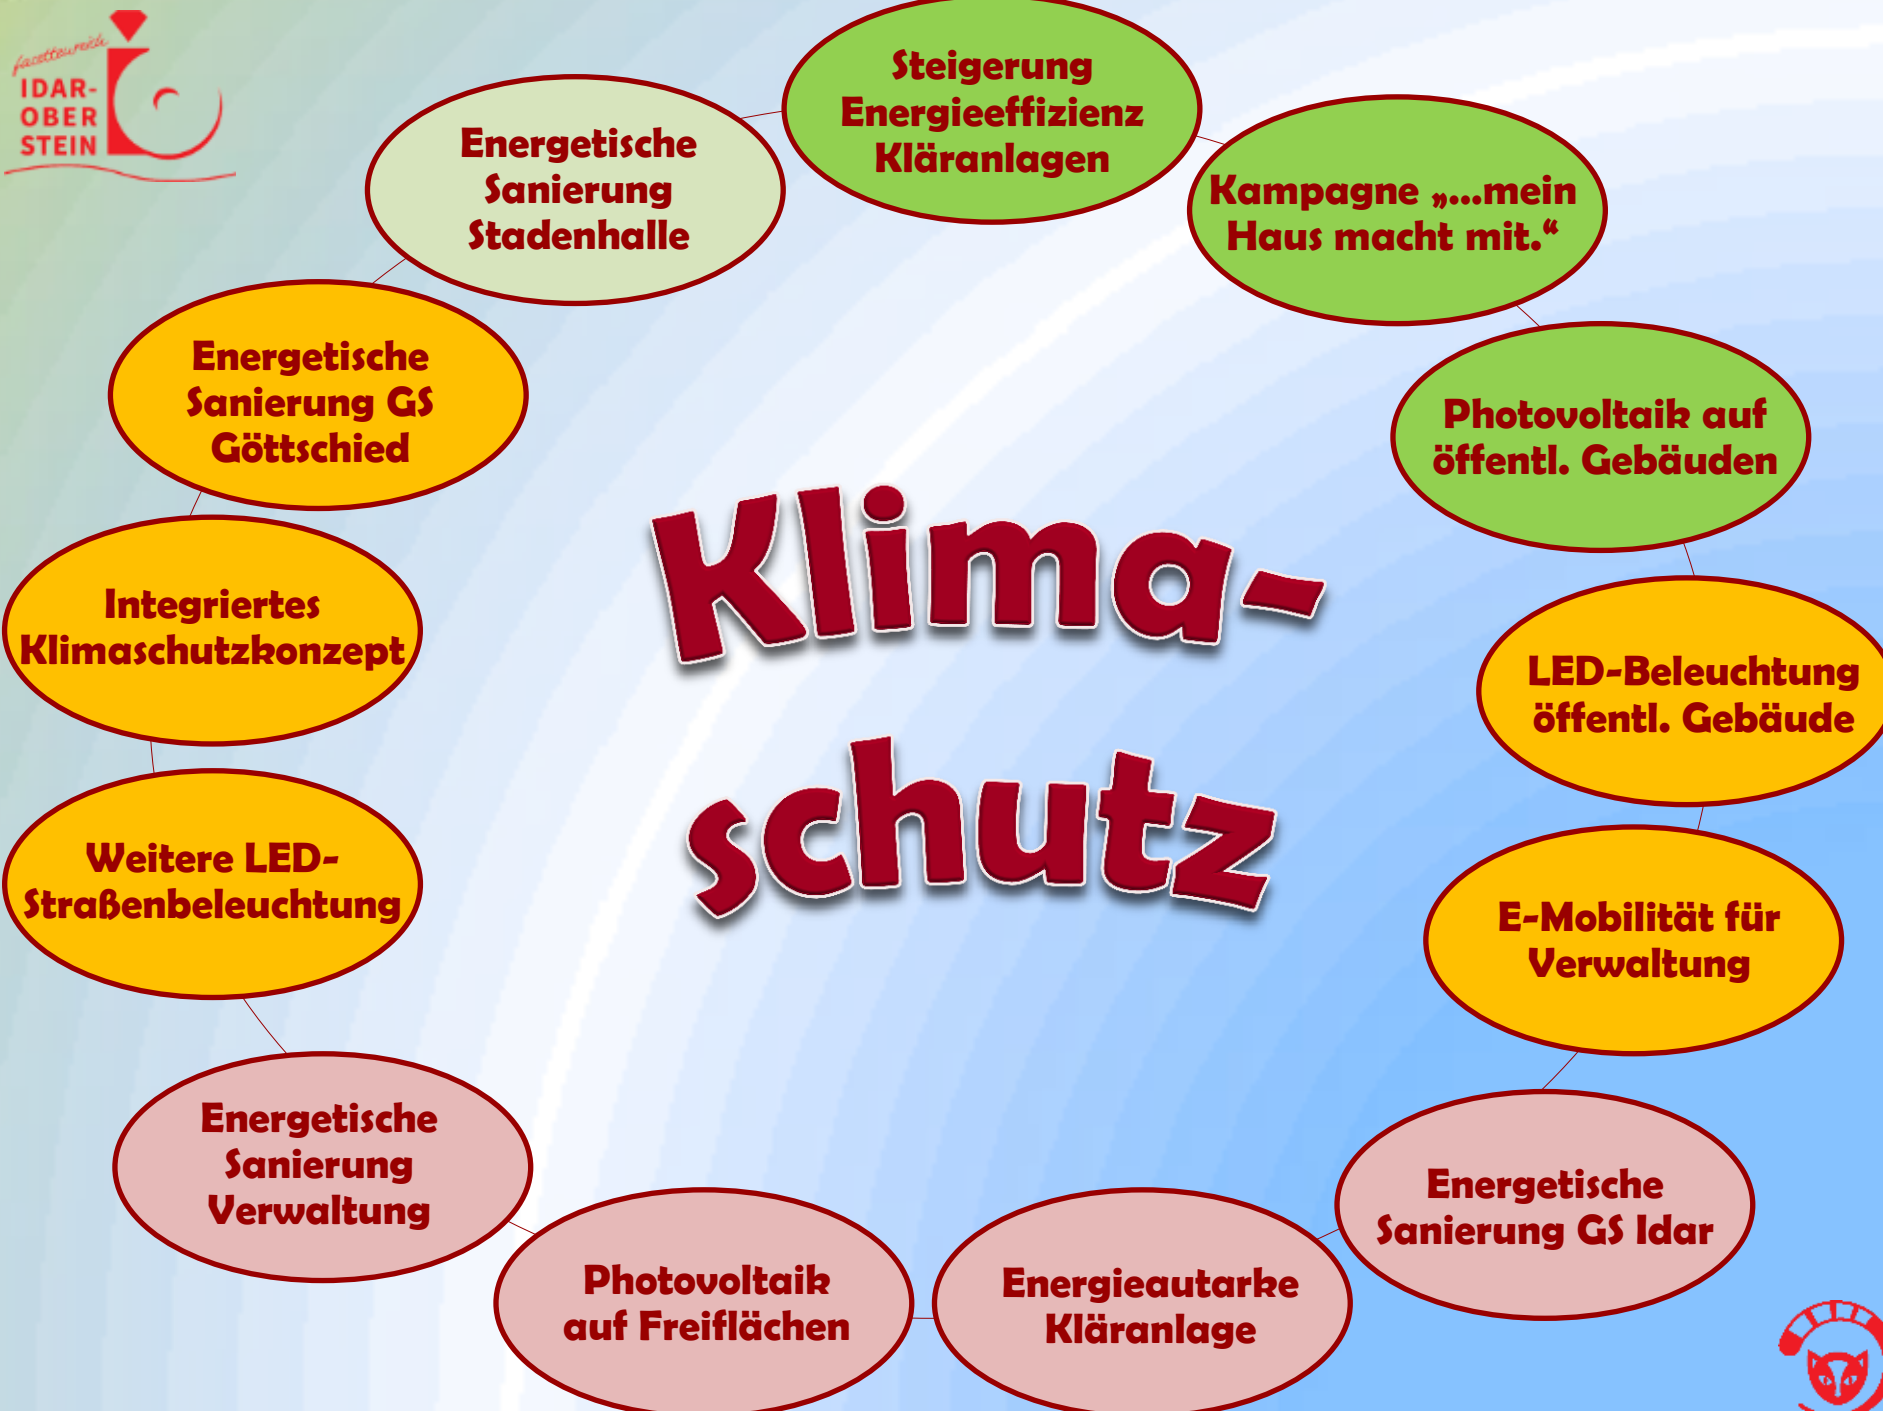 facettenreich
IDAR-
OBER
STEIN
Steigerung
Energieeffizienz
Kläranlagen
Kampagne „...mein
Haus macht mit.“
Photovoltaik auf
öffentl. Gebäuden
LED-Beleuchtung
öffentl. Gebäude
E-Mobilität für
Verwaltung
Energetische
Sanierung GS Idar
Energieautarke
Kläranlage
Photovoltaik
auf Freiflächen
Energetische
Sanierung
Verwaltung
Weitere LED-
Straßenbeleuchtung
Integriertes
Klimaschutzkonzept
Energetische
Sanierung GS
Göttschied
Energetische
Sanierung
Stadenhalle
Klima-
schutz